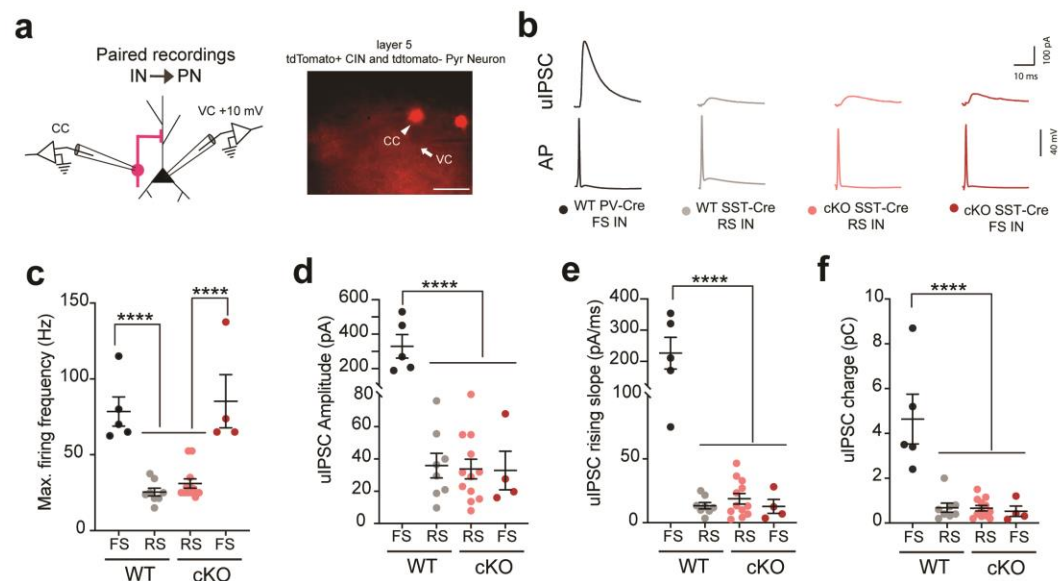 a
Paired recordings
IN → PN
CC
VC +10 mV
layer 5
tdTomato+ CIN and tdtomato- Pyr Neuron
CC
VC
b
uIPSC
AP
100 pA
10 ms
40 mV
WT PV-Cre
FS IN
WT SST-Cre
RS IN
cKO SST-Cre
RS IN
cKO SST-Cre
FS IN
c
Max. firing frequency (Hz)
150
100
50
0
****
****
FS
RS
RS
FS
WT
cKO
d
uIPSC Amplitude (pA)
600
500
400
300
200
80
60
40
20
0
****
FS
RS
RS
FS
WT
cKO
e
uIPSC rising slope (pA/ms)
400
300
200
100
50
0
****
FS
RS
RS
FS
WT
cKO
f
uIPSC charge (pC)
10
8
6
4
2
0
****
FS
RS
RS
FS
WT
cKO